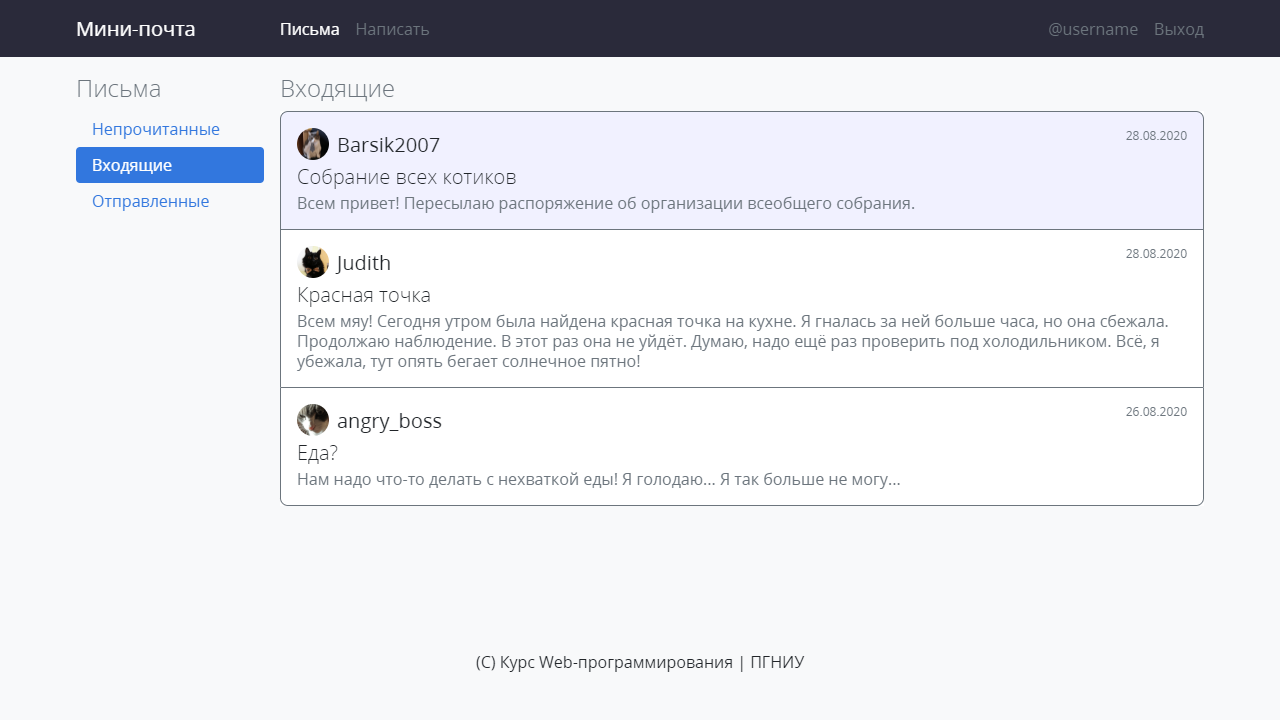 Мини-почта Письма Написать @username Выход
Письма
Непрочитанные
Входящие
Отправленные
Входящие
Barsik2007 28.08.2020
Собрание всех котиков
Всем привет! Пересылаю распоряжение об организации всеобщего собрания.
Judith 28.08.2020
Красная точка
Всем мяу! Сегодня утром была найдена красная точка на кухне. Я гналась за ней больше часа, но она сбежала.
Продолжаю наблюдение. В этот раз она не уйдёт. Думаю, надо ещё раз проверить под холодильником. Всё, я
убежала, тут опять бегает солнечное пятно!
angry_boss 26.08.2020
Еда?
Нам надо что-то делать с нехваткой еды! Я голодаю... Я так больше не могу...
(С) Курс Web-программирования | ПГНИУ